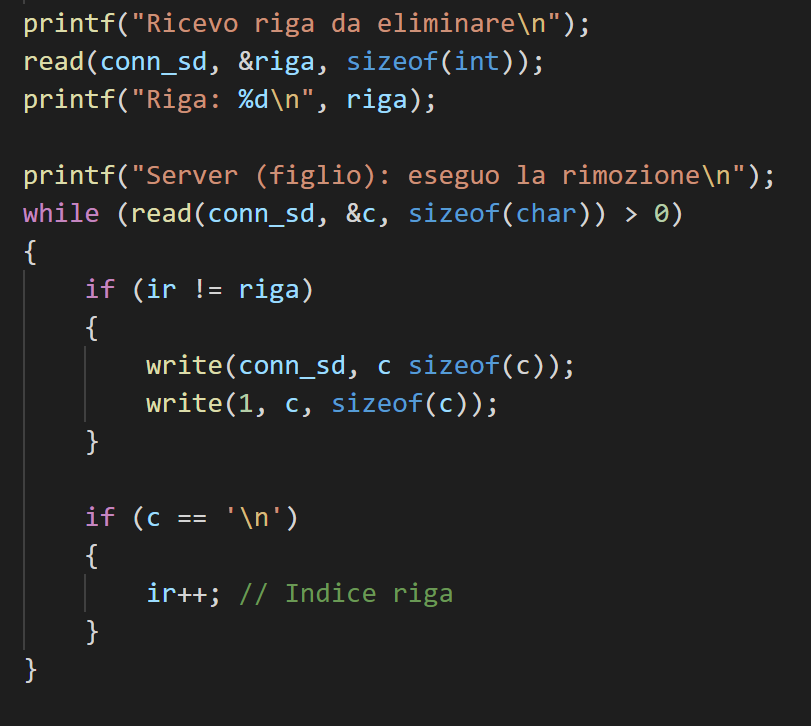 printf("Ricevo riga da eliminare\n");
read(conn_sd, &riga, sizeof(int));
printf("Riga: %d\n", riga);
printf("Server (figlio): eseguo la rimozione\n");
while (read(conn_sd, &c, sizeof(char)) > 0)
{
if (ir != riga)
{
write(conn_sd, c sizeof(c));
write(1, c, sizeof(c));
}
if (c == '\n')
{
ir++; // Indice riga
}
}